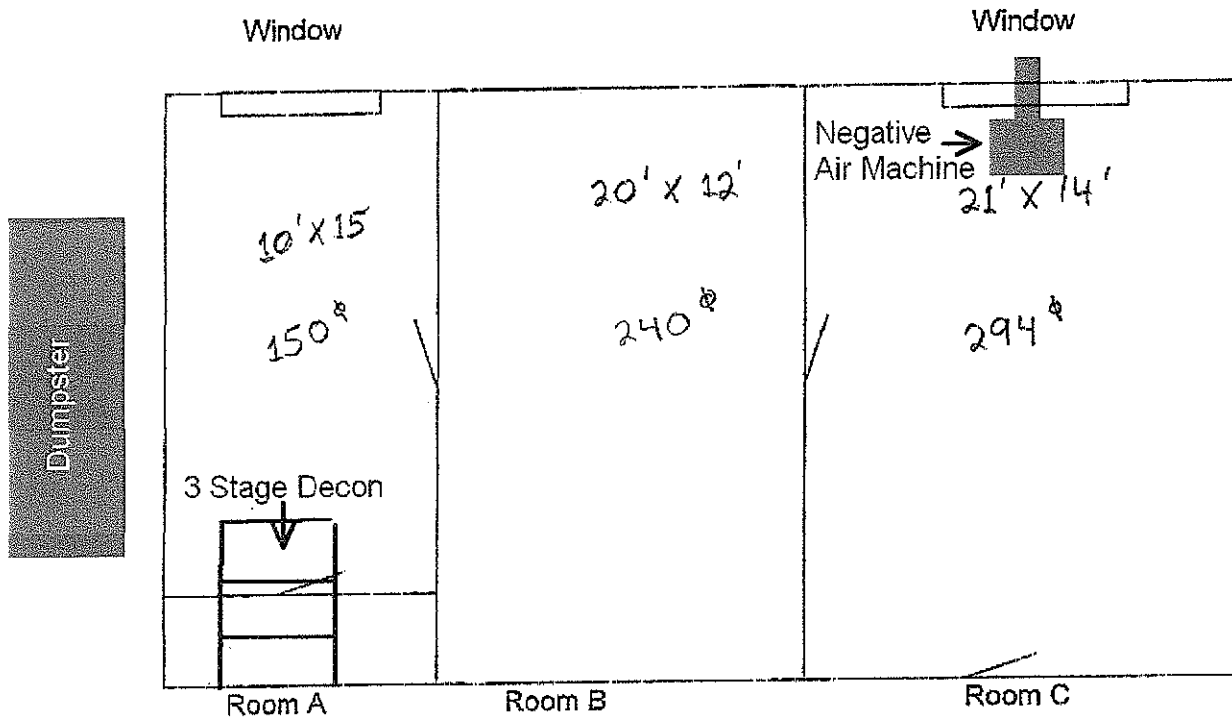 Window
Window
Negative
Air Machine
20' X 12'
21' X 14'
10' X 15
150
240
294
Dumpster
3 Stage Decon
Room A
Room B
Room C